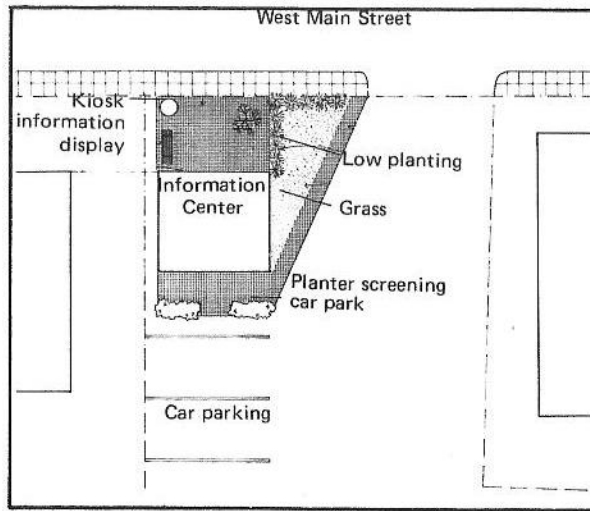 West Main Street
Kiosk
information
display
Low planting
Information
Center
Grass
Planter screening
car park
Car parking